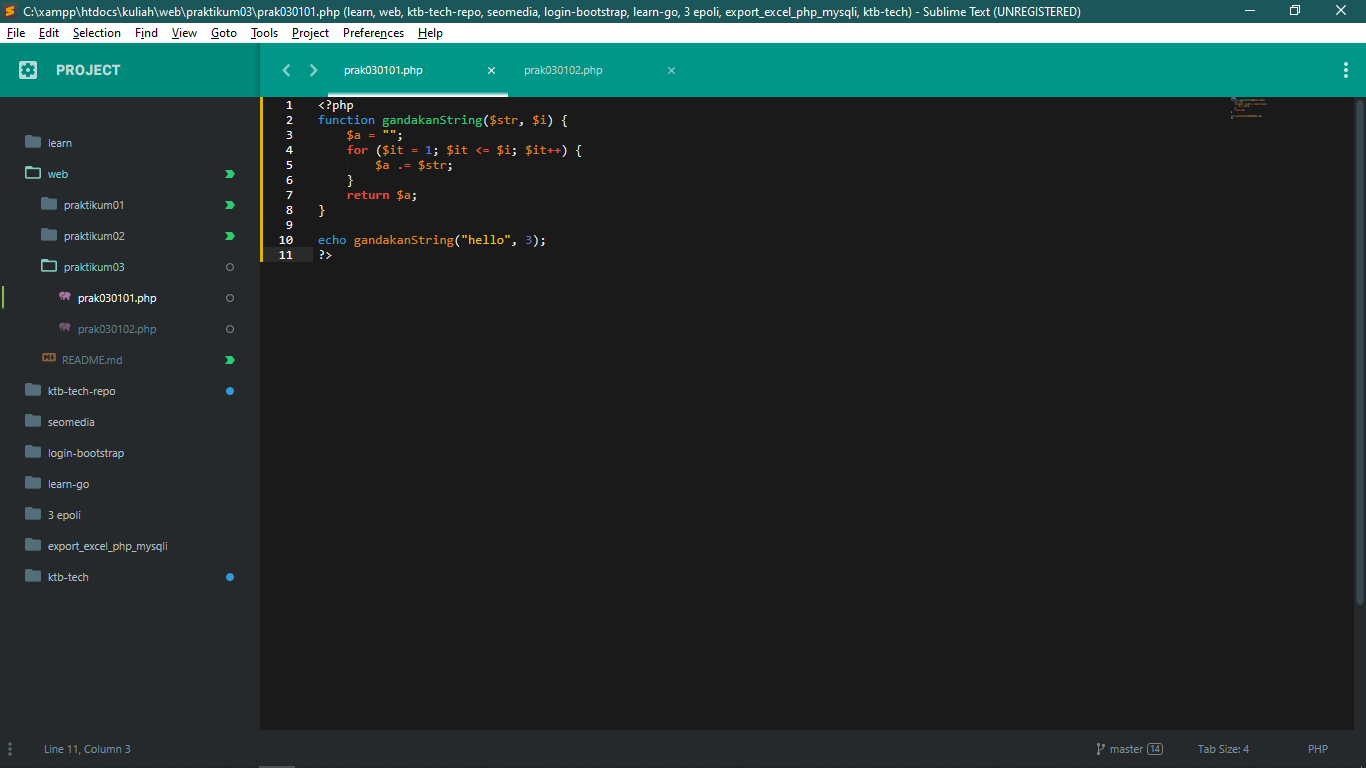 C:\xampp\htdocs\kuliah\web\praktikum03\prak030101.php (learn, web, ktb-tech-repo, seomedia, login-bootstrap, learn-go, 3 epoli, export_excel_php_mysqli, ktb-tech) - Sublime Text (UNREGISTERED)
File Edit Selection Find View Goto Tools Project Preferences Help
PROJECT
prak030101.php
prak030102.php
learn
web
praktikum01
praktikum02
praktikum03
prak030101.php
prak030102.php
README.md
ktb-tech-repo
seomedia
login-bootstrap
learn-go
3 epoli
export_excel_php_mysqli
ktb-tech
1 <?php
2 function gandakanString($str, $i) {
3     $a = "";
4     for ($it = 1; $it <= $i; $it++) {
5         $a .= $str;
6     }
7     return $a;
8 }
9
10 echo gandakanString("hello", 3);
11 ?>
Line 11, Column 3
master 14
Tab Size: 4
PHP